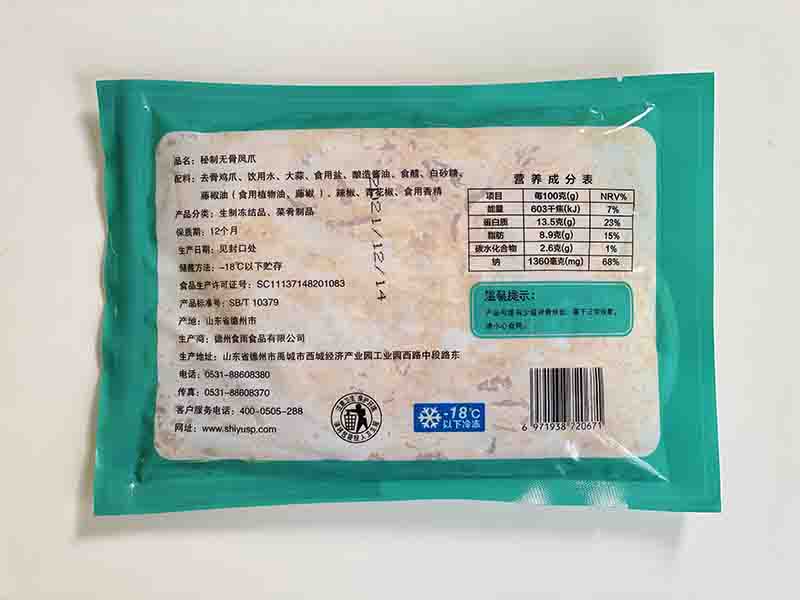 品名：秘制无骨凤爪
配料：去骨鸡爪、饮用水、大蒜、食用盐、酿造酱油、食醋、白砂糖、
藤椒油（食用植物油、藤椒）、辣椒、青花椒、食用香精
产品分类：生制冻结品、菜肴制品
保质期：12个月
生产日期：见封口处
储藏方法：-18℃以下贮存
食品生产许可证号：SC11137148201083
产品标准号：SB/T 10379
产地：山东省德州市
生产商：德州食雨食品有限公司
生产地址：山东省德州市禹城市西城经济产业园工业园西路中段路东
电话：0531-88608380
传真：0531-88608370
客户服务电话：400-0505-288
网址：www.shiyusp.com
2021/12/14
营养成分表
项目 每100克(g) NRV%
能量 603千焦(kJ) 7%
蛋白质 13.5克(g) 23%
脂肪 8.9克(g) 15%
碳水化合物 2.6克(g) 1%
钠 1360毫克(mg) 68%
温馨提示：
请小心食用。
-18℃
以下冷冻
6 971938 720671